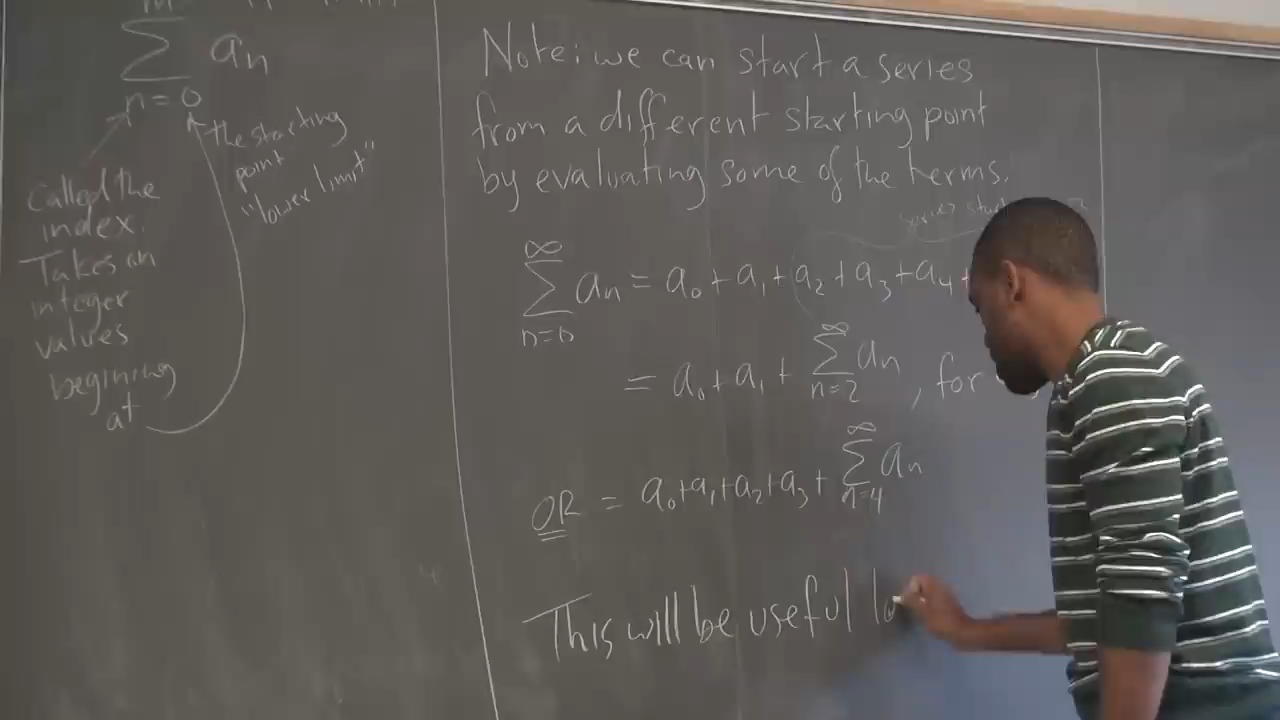 ∑ aₙ
n=0
the starting
point
"lower limit"
Called the
index.
Takes on
integer
values
begining
at
Note: we can start a series
from a different starting point
by evaluating some of the terms.
series
∞
∑ aₙ = a₀ + a₁ + a₂ + a₃ + a₄ +
n=0
∞
= a₀ + a₁ + ∑ aₙ , for
n=2
∞
OR = a₀ + a₁ + a₂ + a₃ + ∑ aₙ
n=4
This will be useful